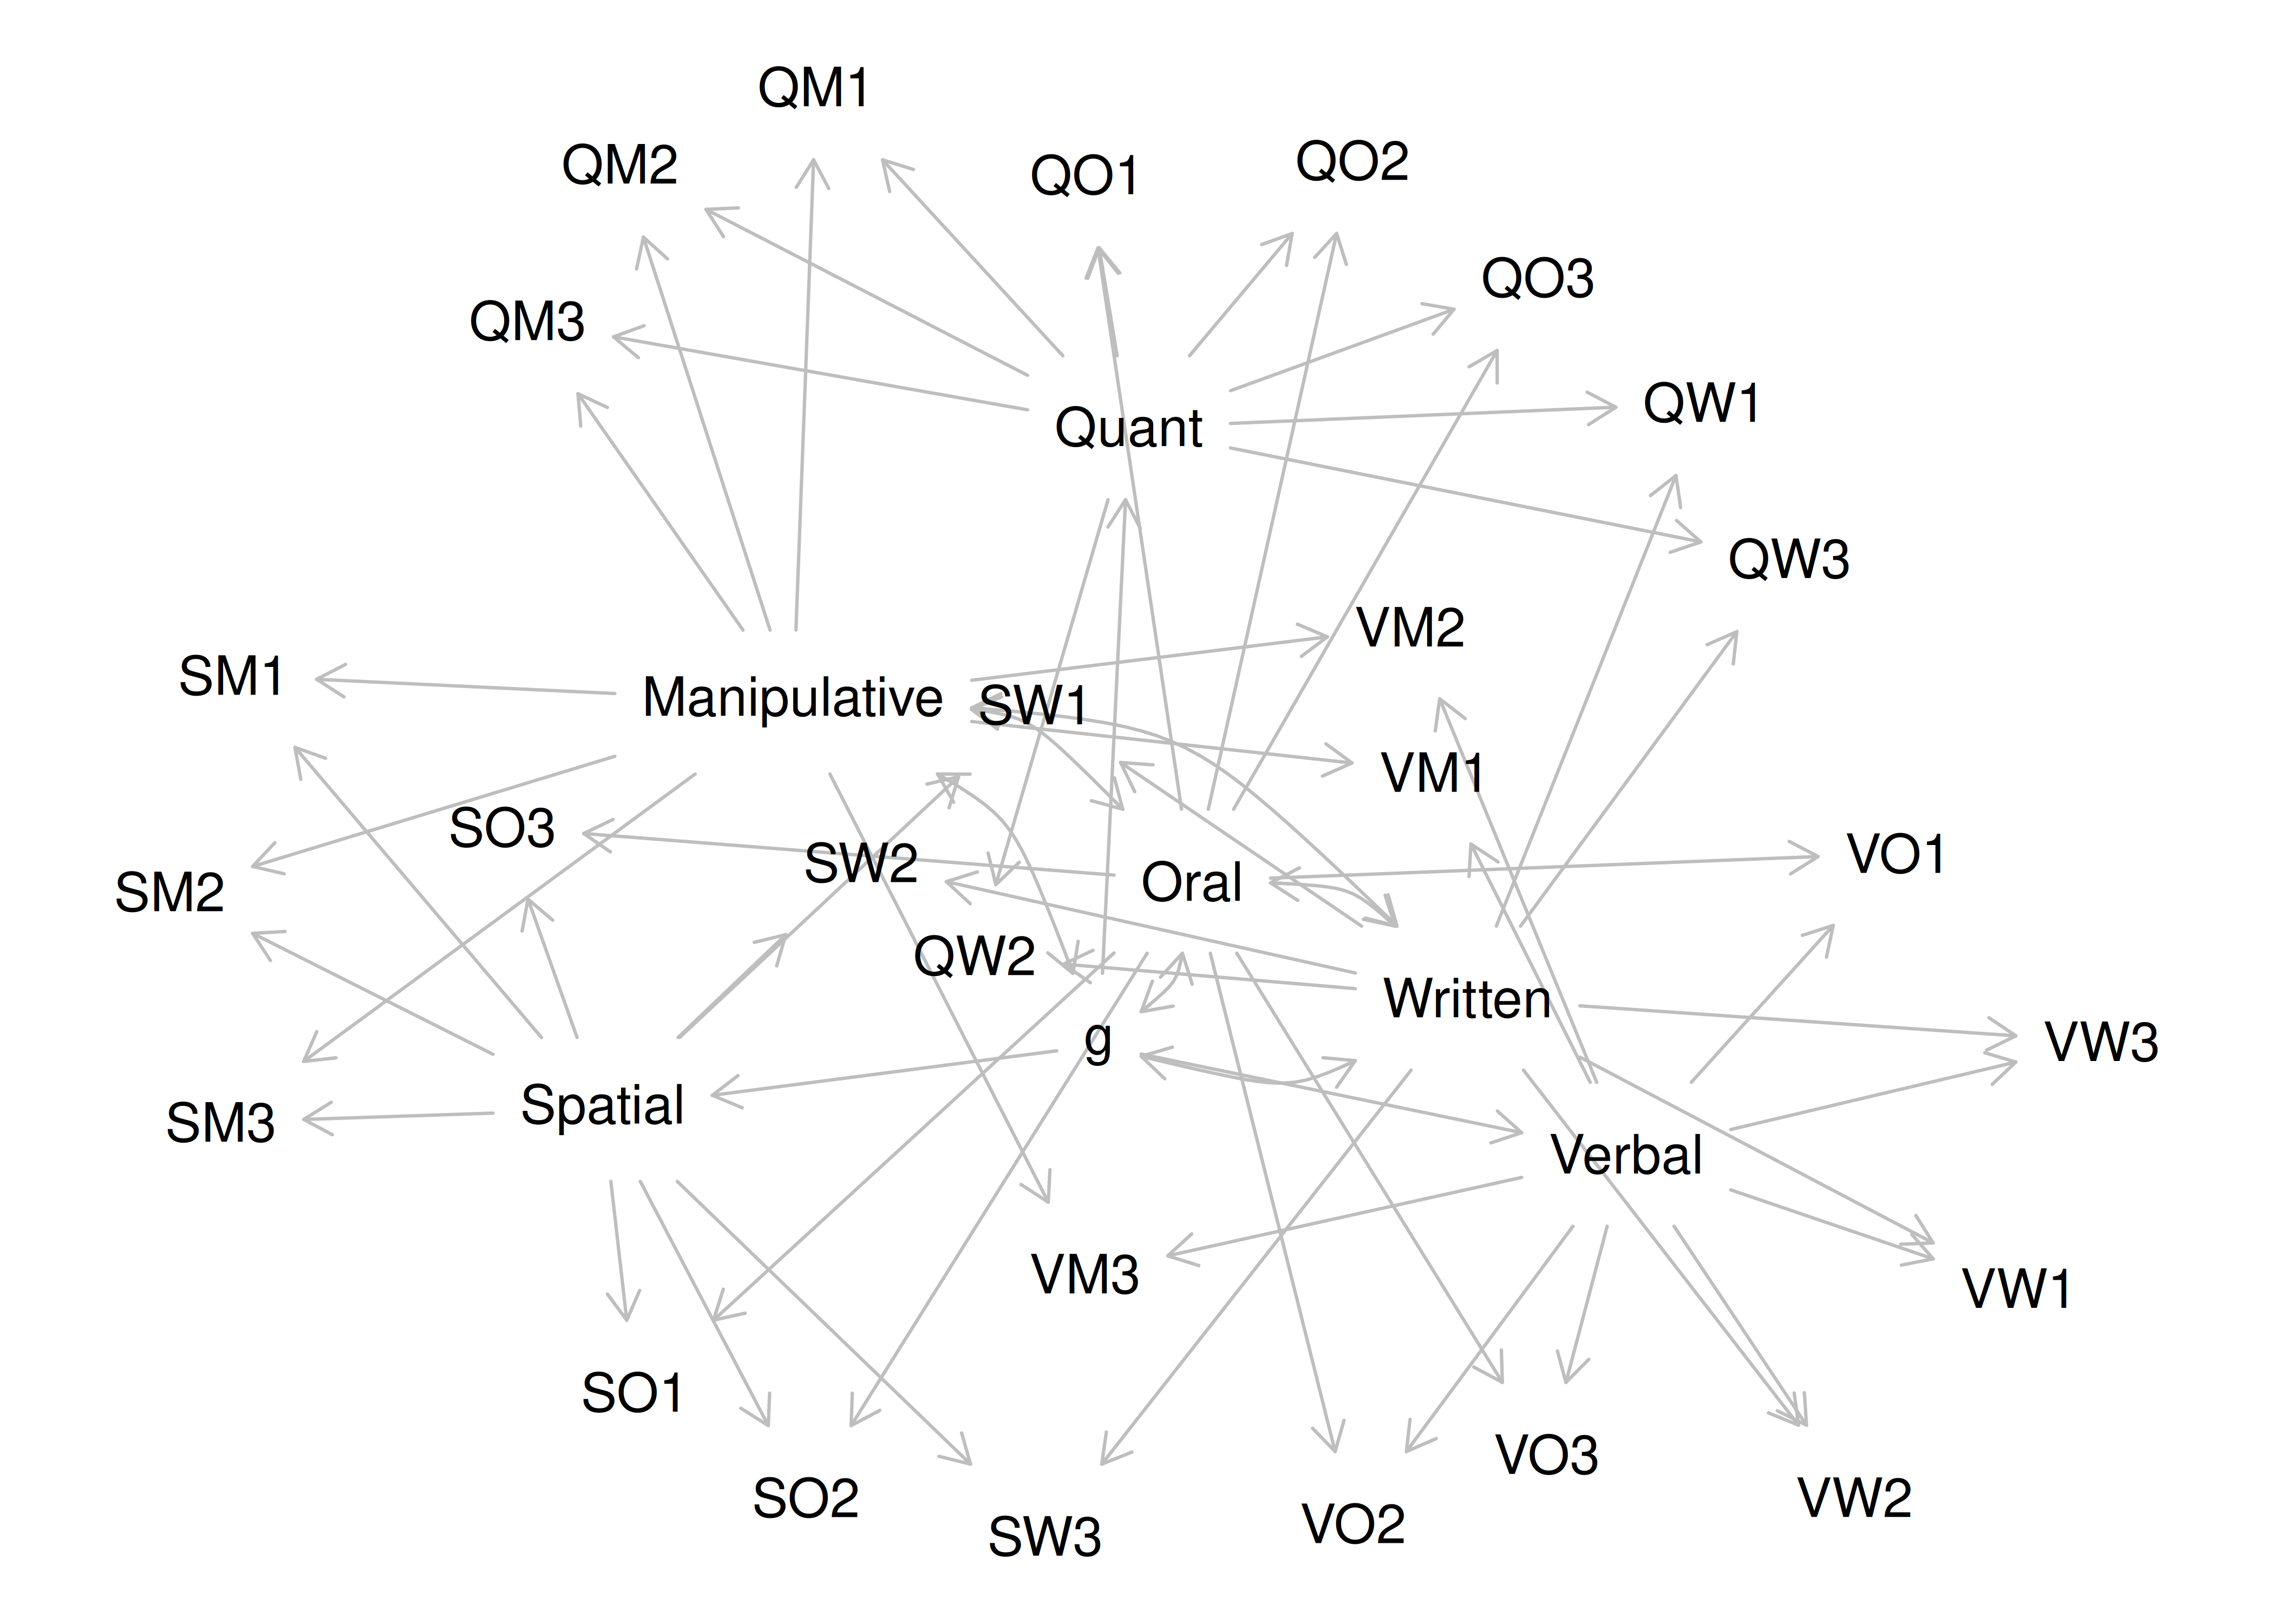 QM1
QM2
QO1
QO2
QO3
QM3
QW1
Quant
QW3
VM2
SM1
Manipulative
SW1
VM1
SO3
SW2
Oral
VO1
SM2
QW2
Written
g
VW3
Spatial
SM3
Verbal
VM3
VW1
SO1
VO3
SO2
VW2
SW3
VO2